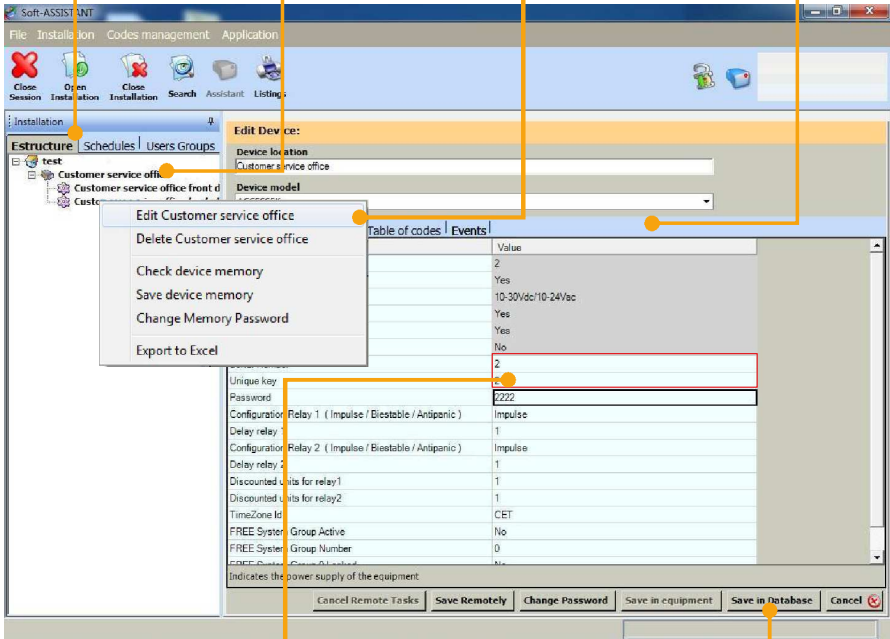 Soft-ASSISTANT
File Installation Codes management Application
Close Session
Open Installation
Close Installation
Search
Assistant
Listings
Installation
Estructure Schedules Users Groups
test
Customer service office
Customer service office front d
Edit Customer service office
Delete Customer service office
Check device memory
Save device memory
Change Memory Password
Export to Excel
Edit Device:
Device location
Customer service office
Device model
Table of codes Events
Value
2
Yes
10-30Vdc/10-24Vac
Yes
Yes
No
2
Unique key
Password 2222
Configuration Relay 1 ( Impulse / Biestable / Antipanic ) Impulse
Delay relay 1 1
Configuration Relay 2 ( Impulse / Biestable / Antipanic ) Impulse
Delay relay 2 1
Discounted units for relay1 1
Discounted units for relay2 1
TimeZone Id CET
FREE System Group Active No
FREE System Group Number 0
Indicates the power supply of the equipment
Cancel Remote Tasks Save Remotely Change Password Save in equipment Save in Database Cancel